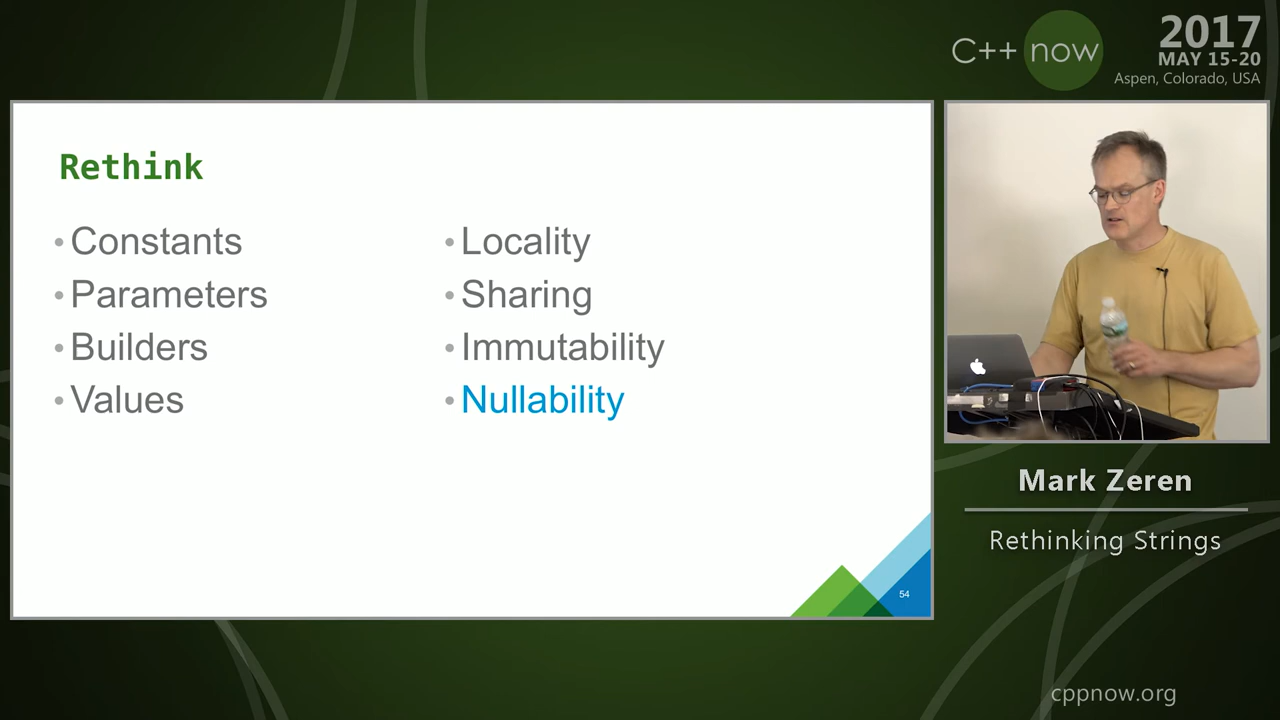 C++ now
2017
MAY 15-20
Aspen, Colorado, USA
Rethink
• Constants
• Parameters
• Builders
• Values
• Locality
• Sharing
• Immutability
• Nullability
54
Mark Zeren
Rethinking Strings
cppnow.org